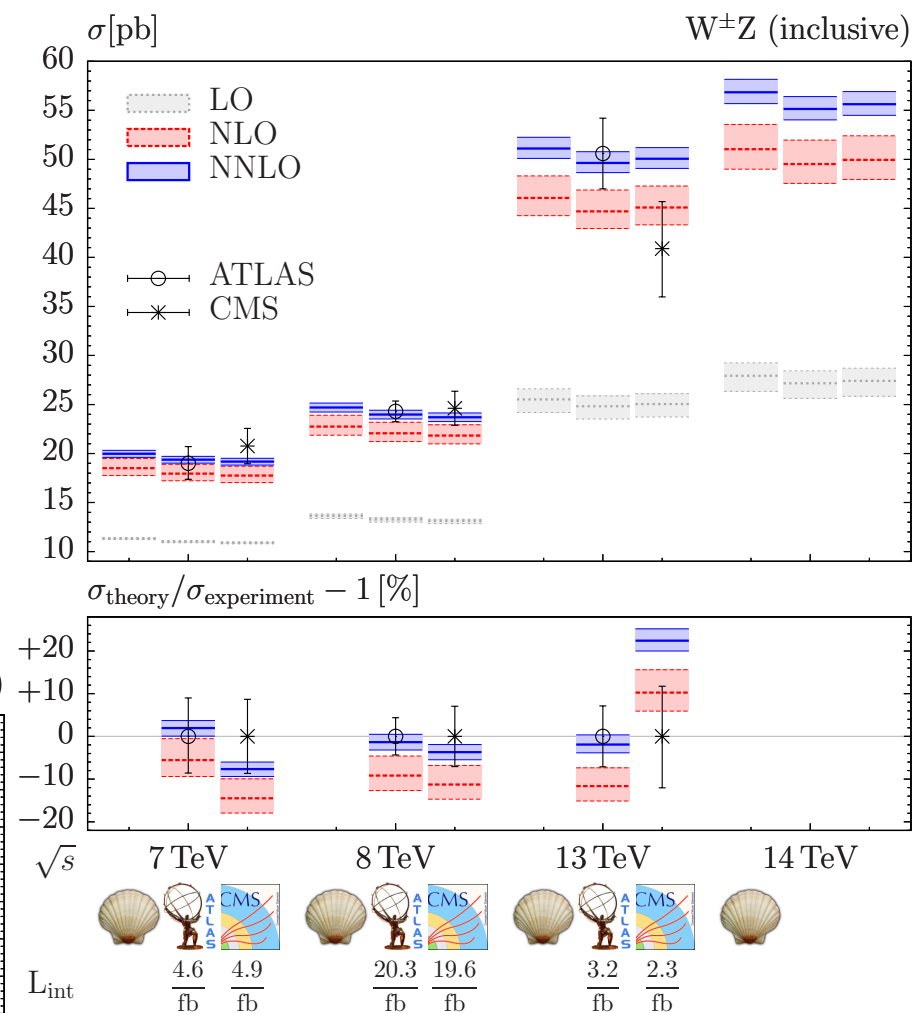 σ[pb] W±Z (inclusive)
60
55
50
45
40
35
30
25
20
15
10
LO
NLO
NNLO
ATLAS
CMS
σtheory/σexperiment − 1 [%]
+20
+10
0
−10
−20
√s 7 TeV 8 TeV 13 TeV 14 TeV
ATLAS CMS ATLAS CMS ATLAS CMS
Lint 4.6/fb 4.9/fb 20.3/fb 19.6/fb 3.2/fb 2.3/fb